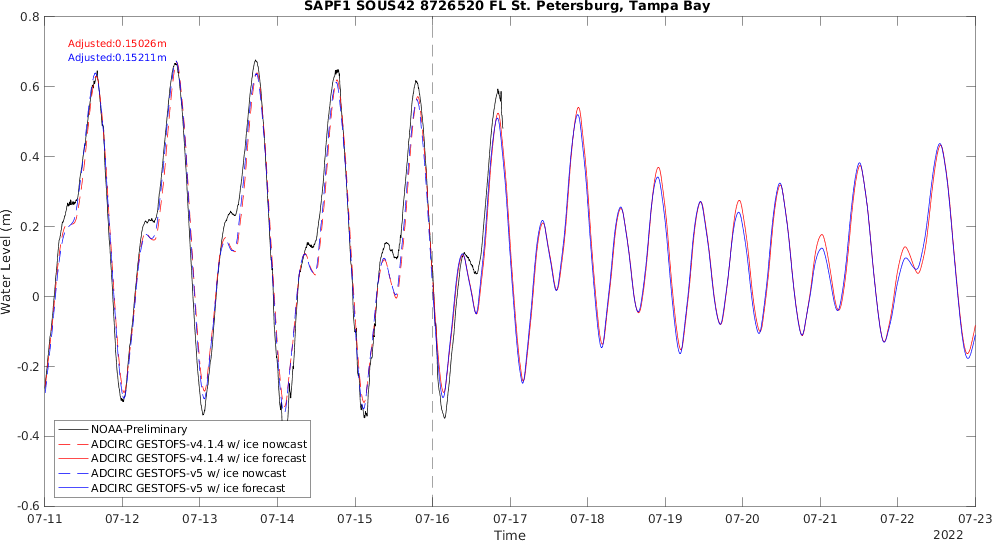 SAPF1 SOUS42 8726520 FL St. Petersburg, Tampa Bay
0.8
Adjusted:0.15026m
Adjusted:0.15211m
0.6
0.4
0.2
0
-0.2
-0.4
-0.6
Water Level (m)
NOAA-Preliminary
ADCIRC GESTOFS-v4.1.4 w/ ice nowcast
ADCIRC GESTOFS-v4.1.4 w/ ice forecast
ADCIRC GESTOFS-v5 w/ ice nowcast
ADCIRC GESTOFS-v5 w/ ice forecast
07-11 07-12 07-13 07-14 07-15 07-16 07-17 07-18 07-19 07-20 07-21 07-22 07-23
Time
2022